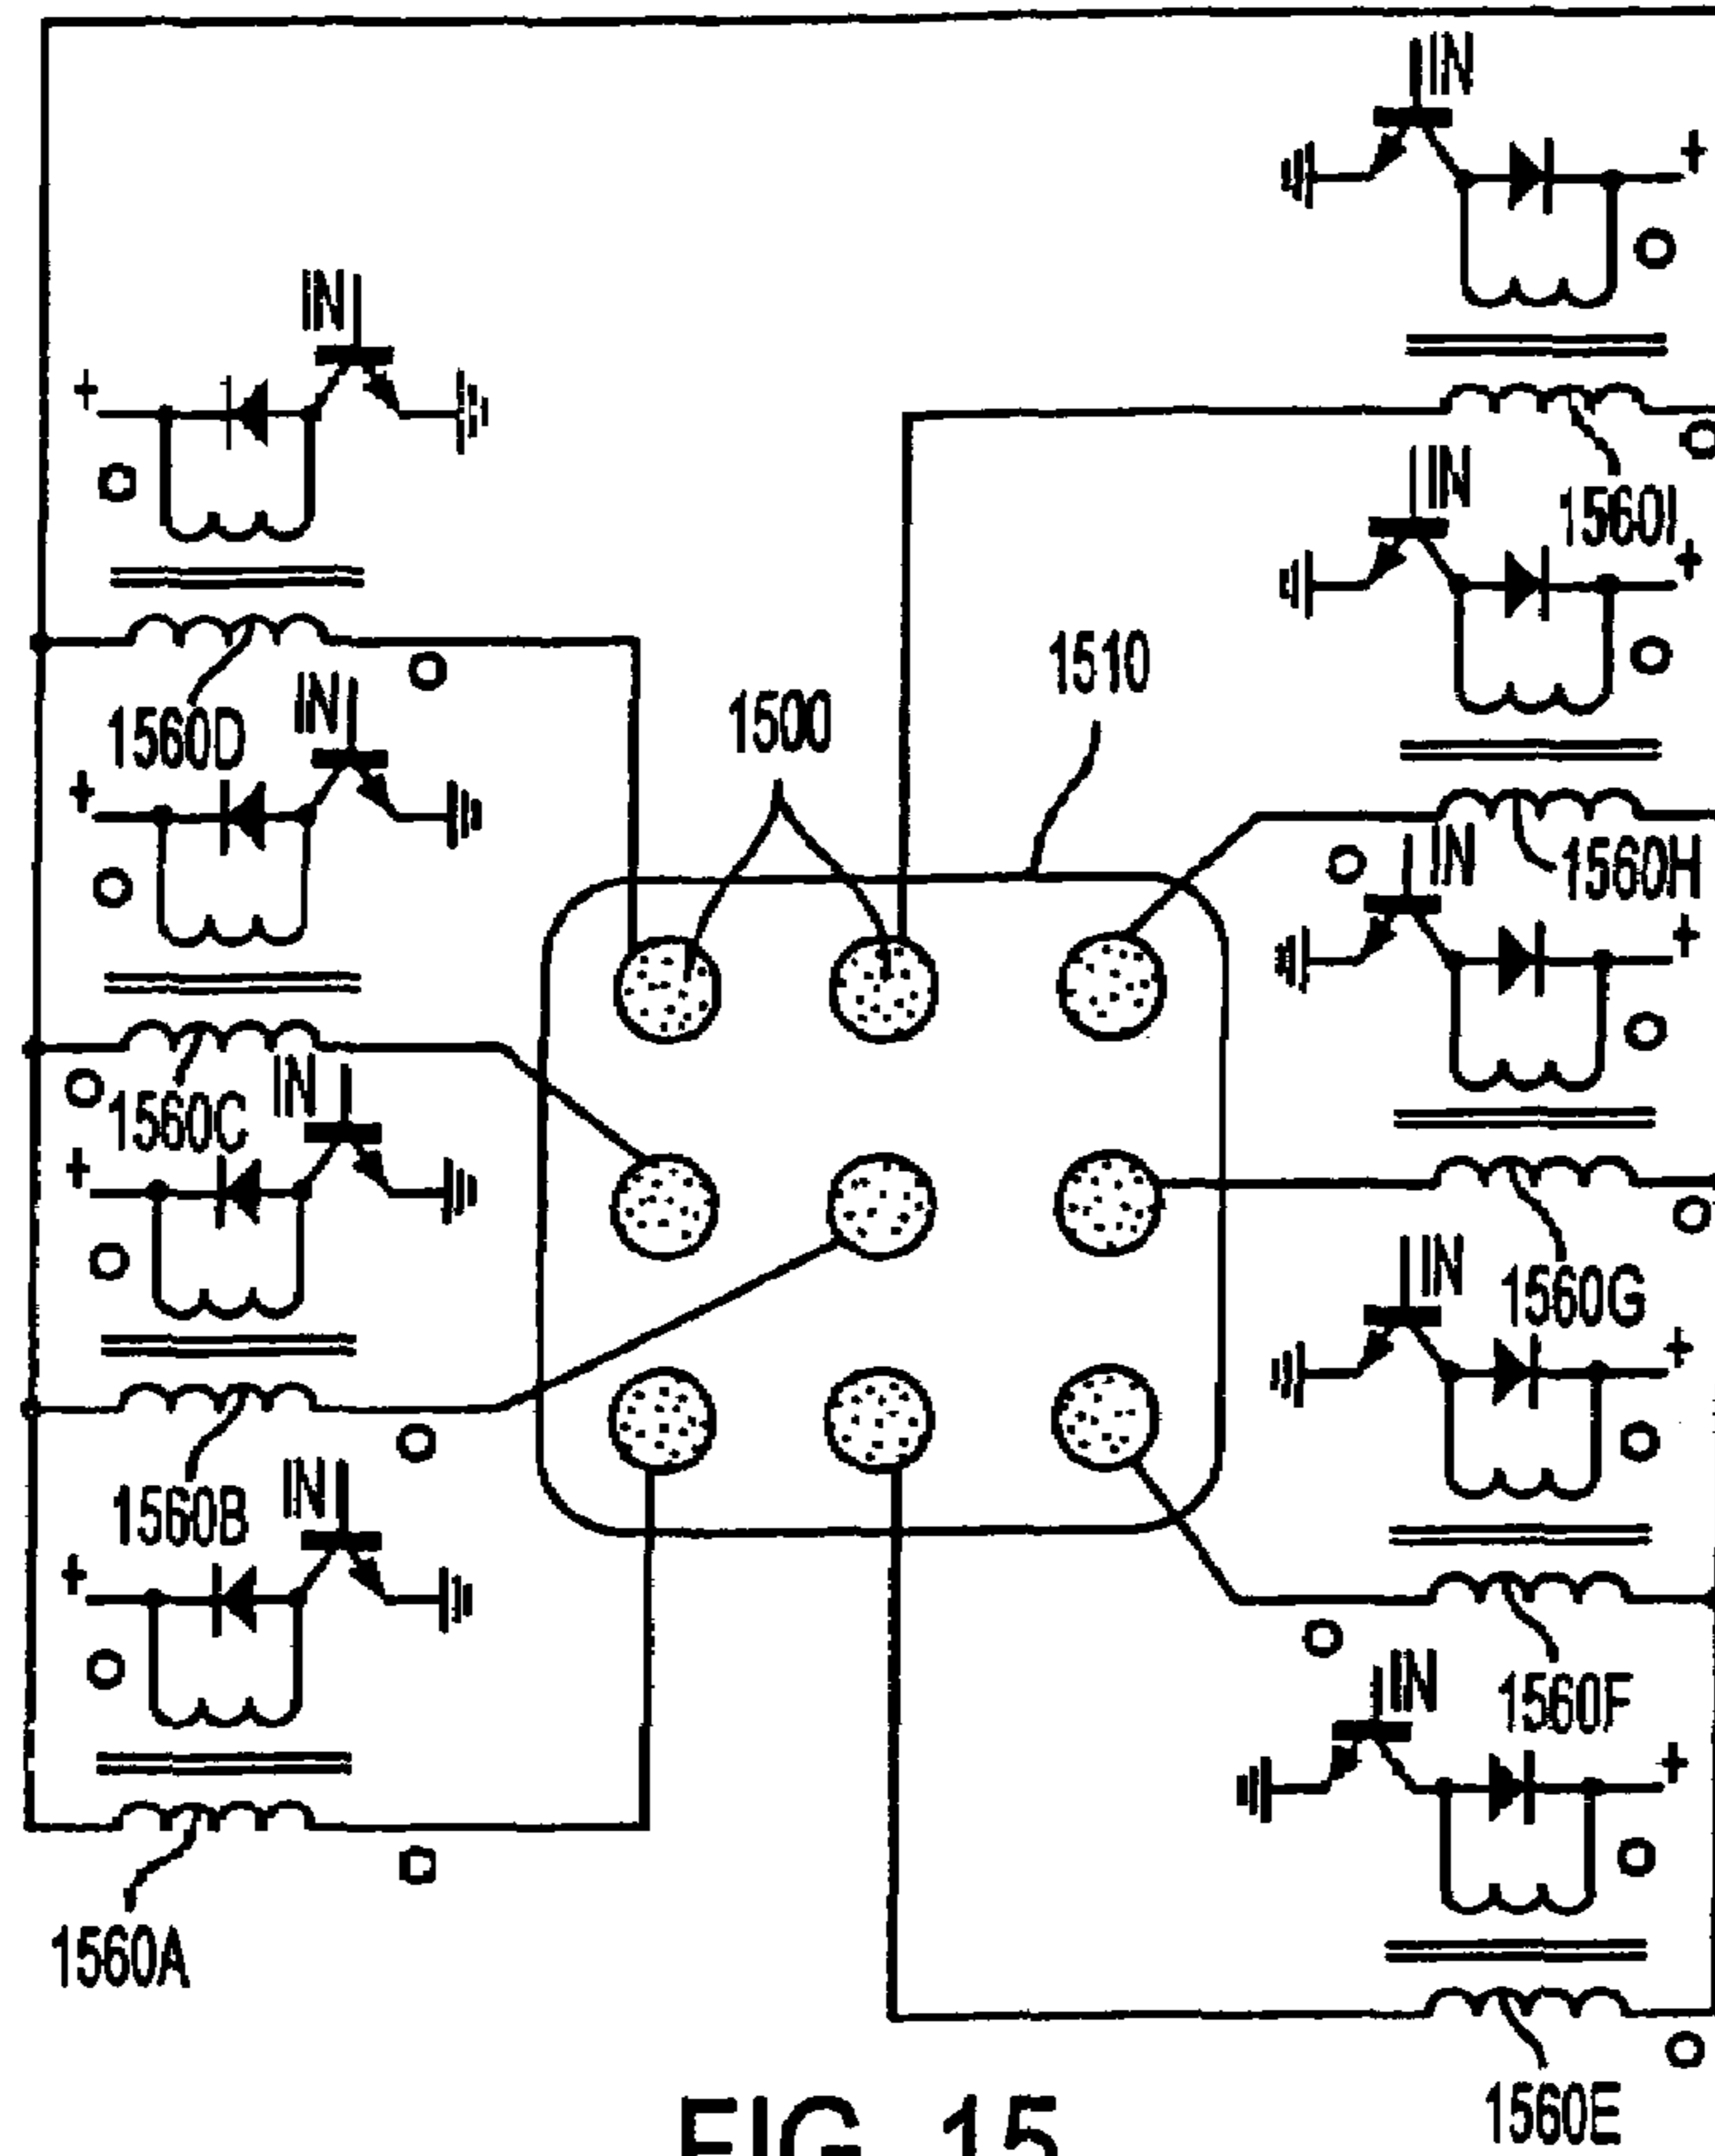 IN
+
IN
+
1560I
IN
+
1560D
IN
+
1500
1510
1560H
IN
+
1560C
IN
+
1560G
IN
+
1560B
IN
+
1560F
IN
+
1560A
1560E
FIG. 15